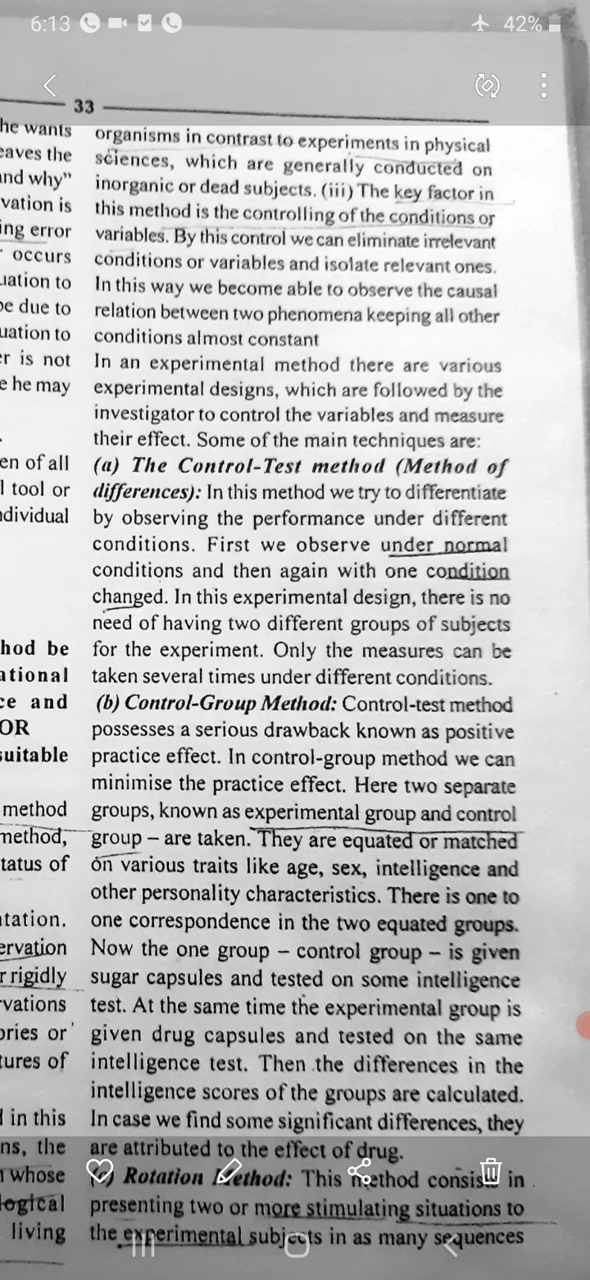 6:13
42%
33
he wants
eaves the
nd why"
vation is
ing error
occurs
uation to
be due to
uation to
er is not
e he may
en of all
l tool or
dividual
hod be
ational
ce and
OR
suitable
method
method,
tatus of
tation.
ervation
r rigidly
rvations
ories or
tures of
d in this
ns, the
n whose
logical
living
organisms in contrast to experiments in physical
sciences, which are generally conducted on
inorganic or dead subjects. (iii) The key factor in
this method is the controlling of the conditions or
variables. By this control we can eliminate irrelevant
conditions or variables and isolate relevant ones.
In this way we become able to observe the causal
relation between two phenomena keeping all other
conditions almost constant
In an experimental method there are various
experimental designs, which are followed by the
investigator to control the variables and measure
their effect. Some of the main techniques are:
(a) The Control-Test method (Method of
differences): In this method we try to differentiate
by observing the performance under different
conditions. First we observe under normal
conditions and then again with one condition
changed. In this experimental design, there is no
need of having two different groups of subjects
for the experiment. Only the measures can be
taken several times under different conditions.
(b) Control-Group Method: Control-test method
possesses a serious drawback known as positive
practice effect. In control-group method we can
minimise the practice effect. Here two separate
groups, known as experimental group and control
group – are taken. They are equated or matched
on various traits like age, sex, intelligence and
other personality characteristics. There is one to
one correspondence in the two equated groups.
Now the one group – control group – is given
sugar capsules and tested on some intelligence
test. At the same time the experimental group is
given drug capsules and tested on the same
intelligence test. Then the differences in the
intelligence scores of the groups are calculated.
In case we find some significant differences, they
are attributed to the effect of drug.
Rotation Method: This method consists in
presenting two or more stimulating situations to
the experimental subjects in as many sequences